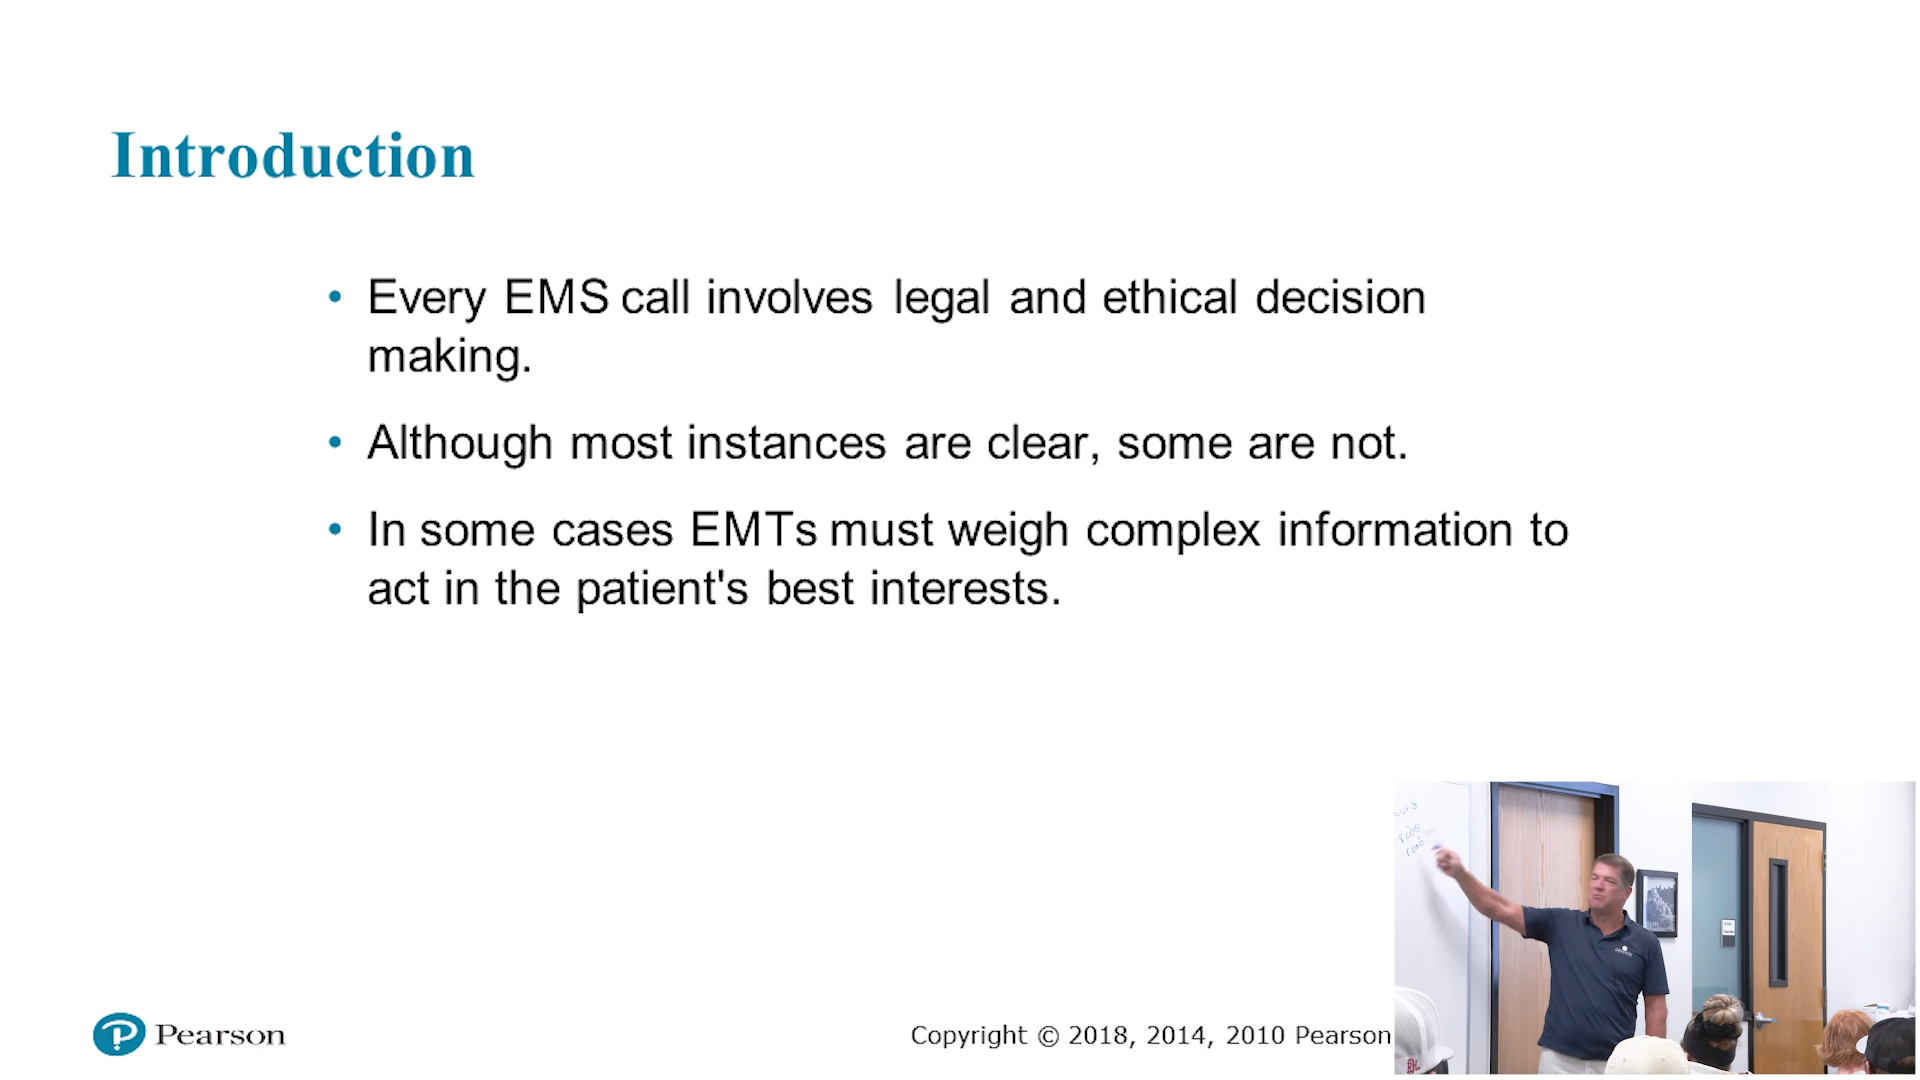 Introduction
• Every EMS call involves legal and ethical decision
making.
• Although most instances are clear, some are not.
• In some cases EMTs must weigh complex information to
act in the patient's best interests.
Pearson
Copyright © 2018, 2014, 2010 Pearson